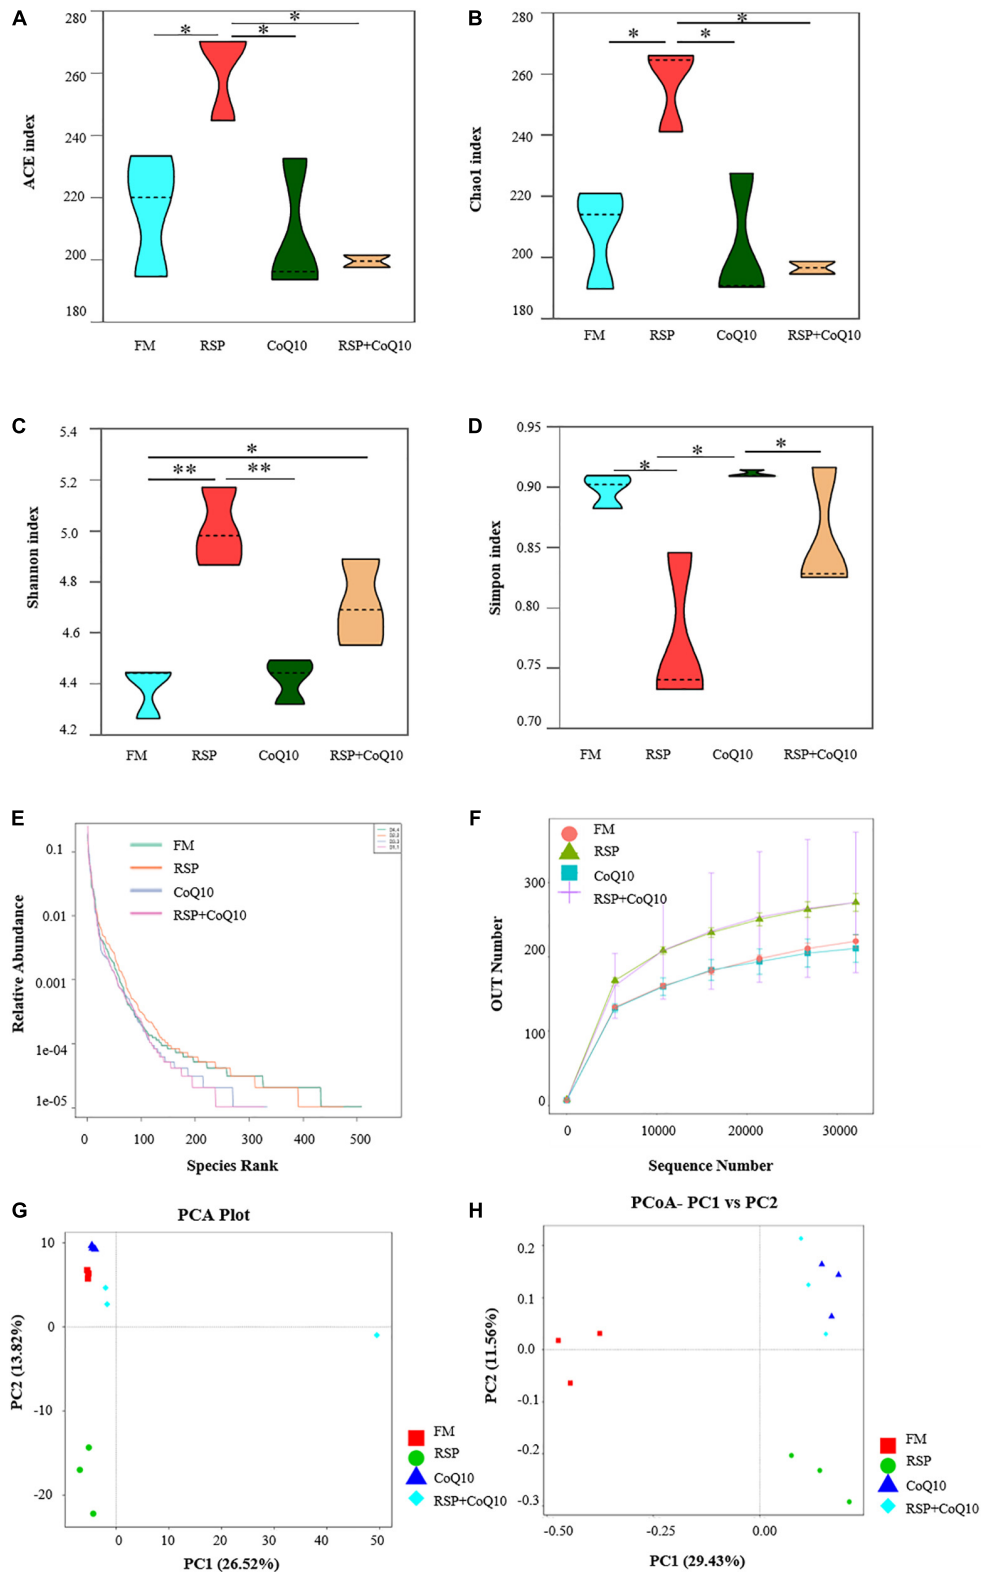 A
280
260
240
220
200
180
ACE index
*
*
*
FM RSP CoQ10 RSP+CoQ10
B
280
260
240
220
200
180
Chao1 index
*
*
*
FM RSP CoQ10 RSP+CoQ10
C
5.4
5.2
5.0
4.8
4.6
4.4
4.2
Shannon index
*
**
**
FM RSP CoQ10 RSP+CoQ10
D
0.95
0.90
0.85
0.80
0.75
0.70
Simpon index
*
*
*
FM RSP CoQ10 RSP+CoQ10
E
0.1
0.01
0.001
1e-04
1e-05
Relative Abundance
FM
RSP
CoQ10
RSP+CoQ10
0 100 200 300 400 500
Species Rank
F
FM
RSP
CoQ10
RSP+CoQ10
300
200
100
0
OUT Number
0 10000 20000 30000
Sequence Number
G
PCA Plot
10
0
-10
-20
PC2 (13.82%)
FM
RSP
CoQ10
RSP+CoQ10
0 10 20 30 40 50
PC1 (26.52%)
H
PCoA- PC1 vs PC2
0.2
0.1
0.0
-0.1
-0.2
-0.3
PC2 (11.56%)
FM
RSP
CoQ10
RSP+CoQ10
-0.50 -0.25 0.00
PC1 (29.43%)